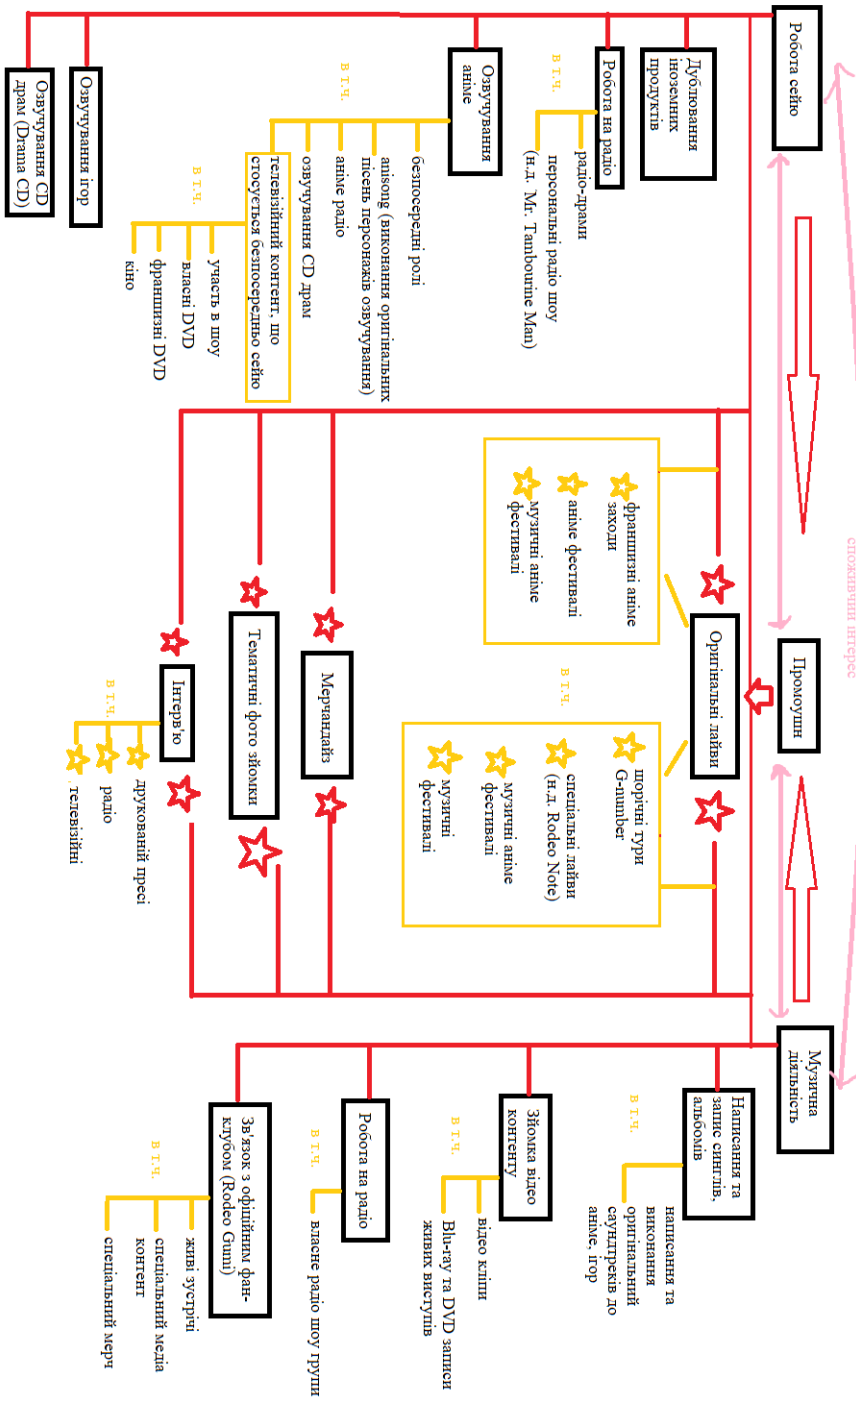 споживчий інтерес
Робота сейю
Промоушн
Музична
діяльність
Дублювання
іноземних
продуктів
Робота на радіо
в т.ч.
радіо-драми
персональні радіо шоу
(н.д. Mr. Tambourine Man)
Озвучування
аніме
в т.ч.
безпосередні ролі
anisong (виконання оригінальних
пісень персонажів озвучування)
аніме радіо
озвучування CD драм
телевізійний контент, що
стосується безпосередньо сейю
в т.ч.
участь в шоу
власні DVD
франшизні DVD
кіно
Озвучування ігор
Озвучування CD
драм (Drama CD)
Оригінальні лайви
франшизні аніме
заходи
аніме фестивалі
музичні аніме
фестивалі
в т.ч.
щорічні тури
G-number
спеціальні лайви
(н.д. Rodeo Note)
музичні аніме
фестивалі
музичні
фестивалі
Мерчандайз
Тематичні фото зйомки
Інтерв'ю
в т.ч.
друкованій пресі
радіо
телевізійні
Написання та
запис синглів,
альбомів
в т.ч.
написання та
виконання
оригінальний
саундтреків до
аніме, ігор
Зйомка відео
контенту
в т.ч.
відео кліпи
Blu-ray та DVD записи
живих виступів
Робота на радіо
в т.ч.
власне радіо шоу групи
Зв'язок з офіційним фан-
клубом (Rodeo Gumi)
в т.ч.
живі зустрічі
спеціальний медіа
контент
спеціальний мерч